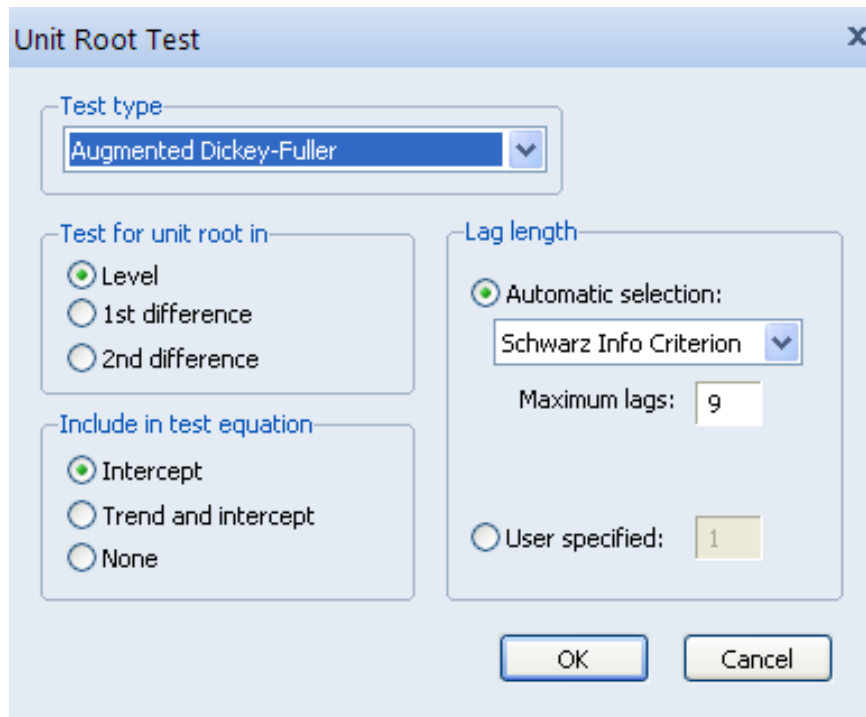 Unit Root Test
x
Test type
Augmented Dickey-Fuller
Test for unit root in
Level
1st difference
2nd difference
Include in test equation
Intercept
Trend and intercept
None
Lag length
Automatic selection:
Schwarz Info Criterion
Maximum lags: 9
User specified: 1
OK Cancel